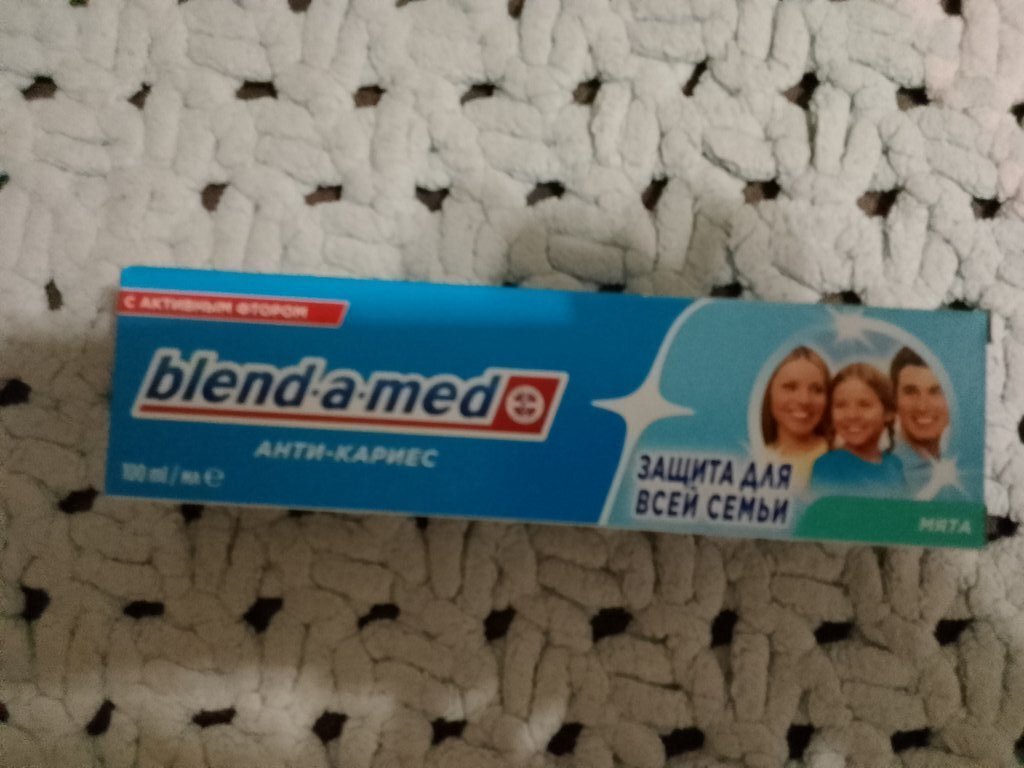 С АКТИВНЫМ ФТОРОМ
blend-a-med
АНТИ-КАРИЕС
100 ml / мл e
ЗАЩИТА ДЛЯ
ВСЕЙ СЕМЬИ
МЯТА